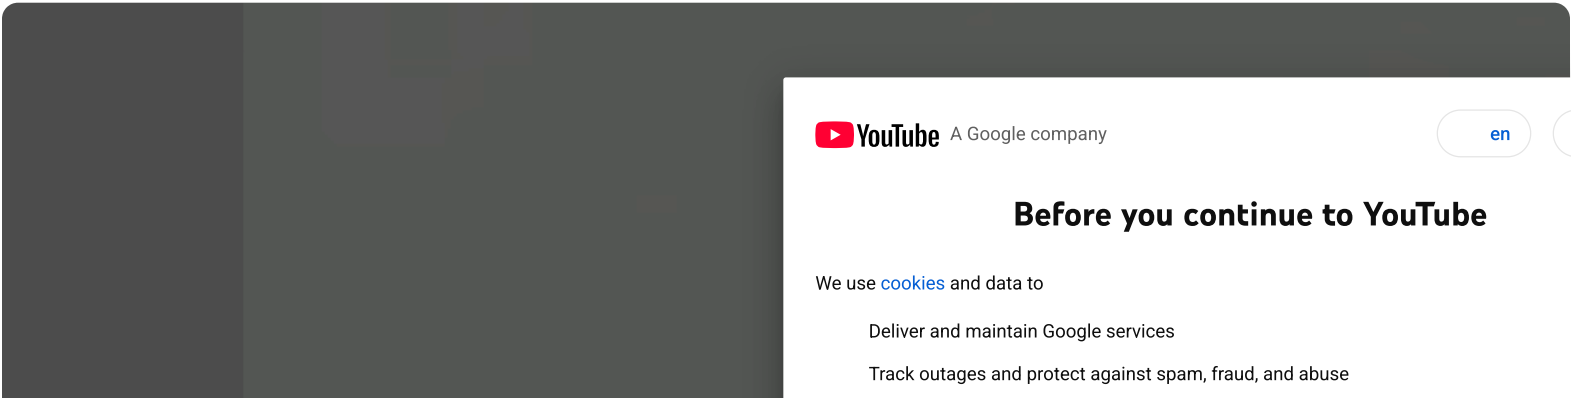 YouTube A Google company
en
Before you continue to YouTube
We use cookies and data to
Deliver and maintain Google services
Track outages and protect against spam, fraud, and abuse